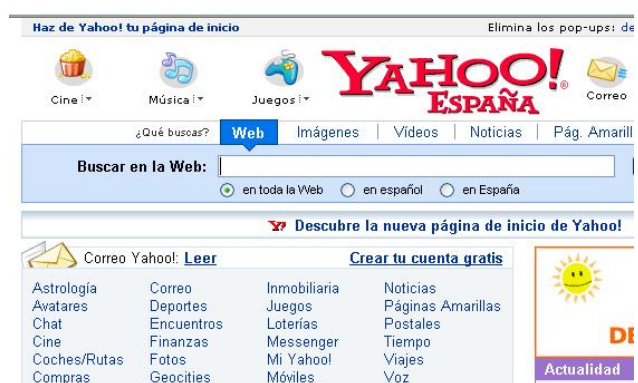 Haz de Yahoo! tu página de inicio
Elimina los pop-ups:
Cine
Música
Juegos
YAHOO!
ESPAÑA
Correo
¿Qué buscas?
Web
Imágenes
Vídeos
Noticias
Pág. Amarill
Buscar en la Web:
en toda la Web
en español
en España
Y! Descubre la nueva página de inicio de Yahoo!
Correo Yahoo!: Leer
Crear tu cuenta gratis
Astrología Correo Inmobiliaria Noticias
Avatares Deportes Juegos Páginas Amarillas
Chat Encuentros Loterías Postales
Cine Finanzas Messenger Tiempo
Coches/Rutas Fotos Mi Yahoo! Viajes
Compras Geocities Móviles Voz
DE
Actualidad